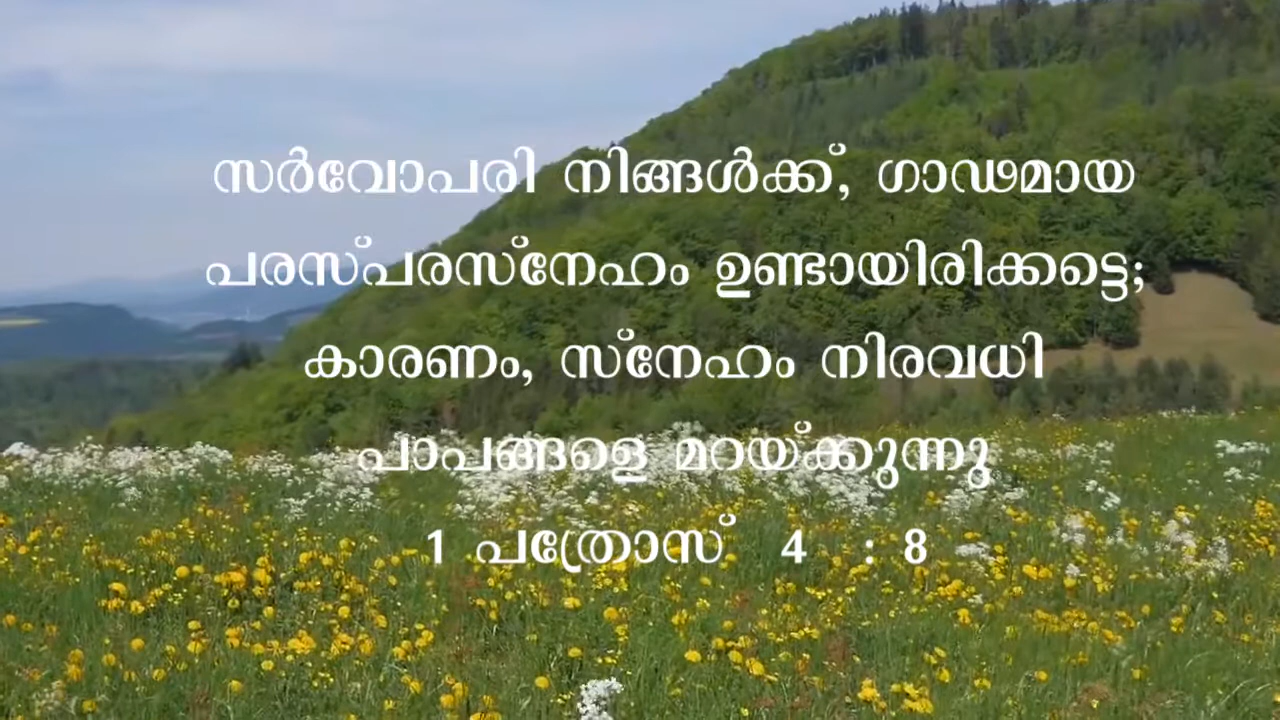 സർവോപരി നിങ്ങൾക്ക്, ഗാഢമായ
പരസ്പരസ്നേഹം ഉണ്ടായിരിക്കട്ടെ;
കാരണം, സ്നേഹം നിരവധി
പാപങ്ങളെ മറയ്ക്കുന്നു
1 പത്രോസ് 4 : 8